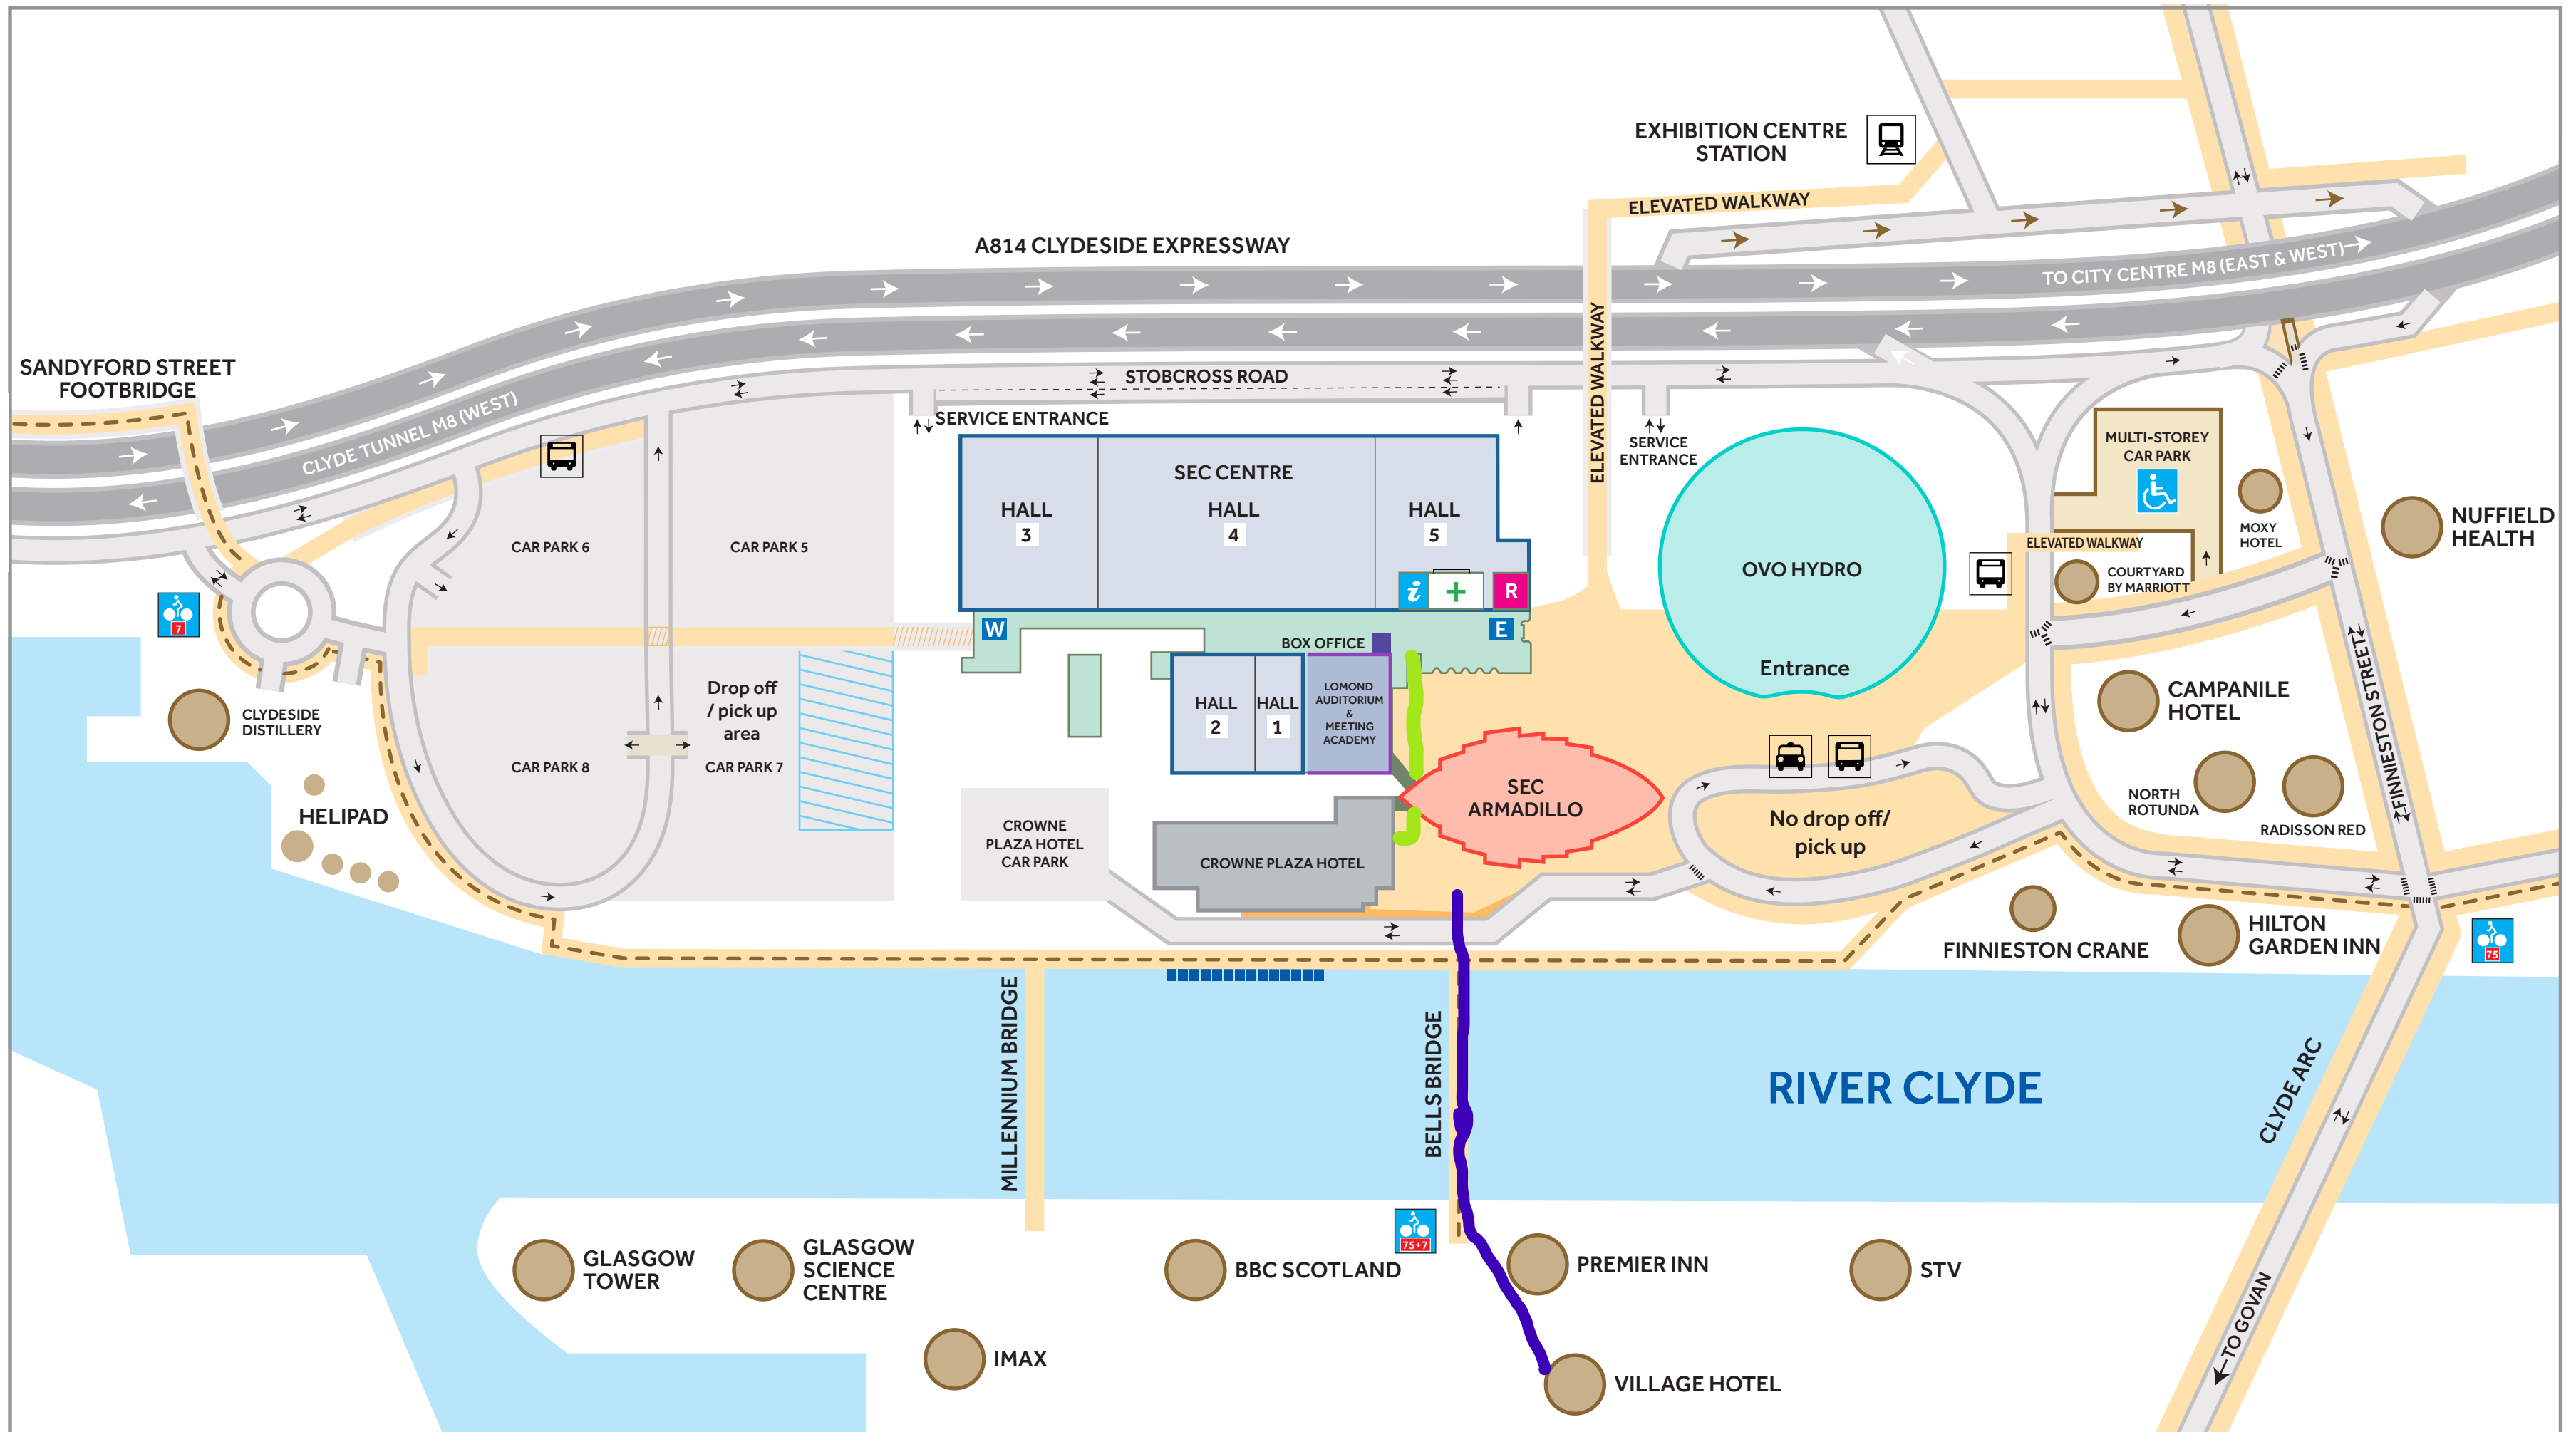 EXHIBITION CENTRE
STATION
ELEVATED WALKWAY
A814 CLYDESIDE EXPRESSWAY
TO CITY CENTRE M8 (EAST & WEST)
SANDYFORD STREET
FOOTBRIDGE
CLYDE TUNNEL M8 (WEST)
STOBCROSS ROAD
ELEVATED WALKWAY
SERVICE ENTRANCE
SERVICE
ENTRANCE
MULTI-STOREY
CAR PARK
SEC CENTRE
HALL
3
HALL
4
HALL
5
MOXY
HOTEL
NUFFIELD
HEALTH
CAR PARK 6
CAR PARK 5
ELEVATED WALKWAY
OVO HYDRO
COURTYARD
BY MARRIOTT
i
R
7
W
E
BOX OFFICE
Entrance
FINNIESTON STREET
CLYDESIDE
DISTILLERY
Drop off
/ pick up
area
HALL
2
HALL
1
LOMOND
AUDITORIUM
&
MEETING
ACADEMY
CAMPANILE
HOTEL
CAR PARK 8
CAR PARK 7
SEC
ARMADILLO
HELIPAD
NORTH
ROTUNDA
RADISSON RED
No drop off/
pick up
CROWNE
PLAZA HOTEL
CAR PARK
CROWNE PLAZA HOTEL
FINNIESTON CRANE
HILTON
GARDEN INN
75
MILLENNIUM BRIDGE
BELLS BRIDGE
RIVER CLYDE
CLYDE ARC
75+7
GLASGOW
TOWER
GLASGOW
SCIENCE
CENTRE
BBC SCOTLAND
PREMIER INN
STV
TO GOVAN
IMAX
VILLAGE HOTEL